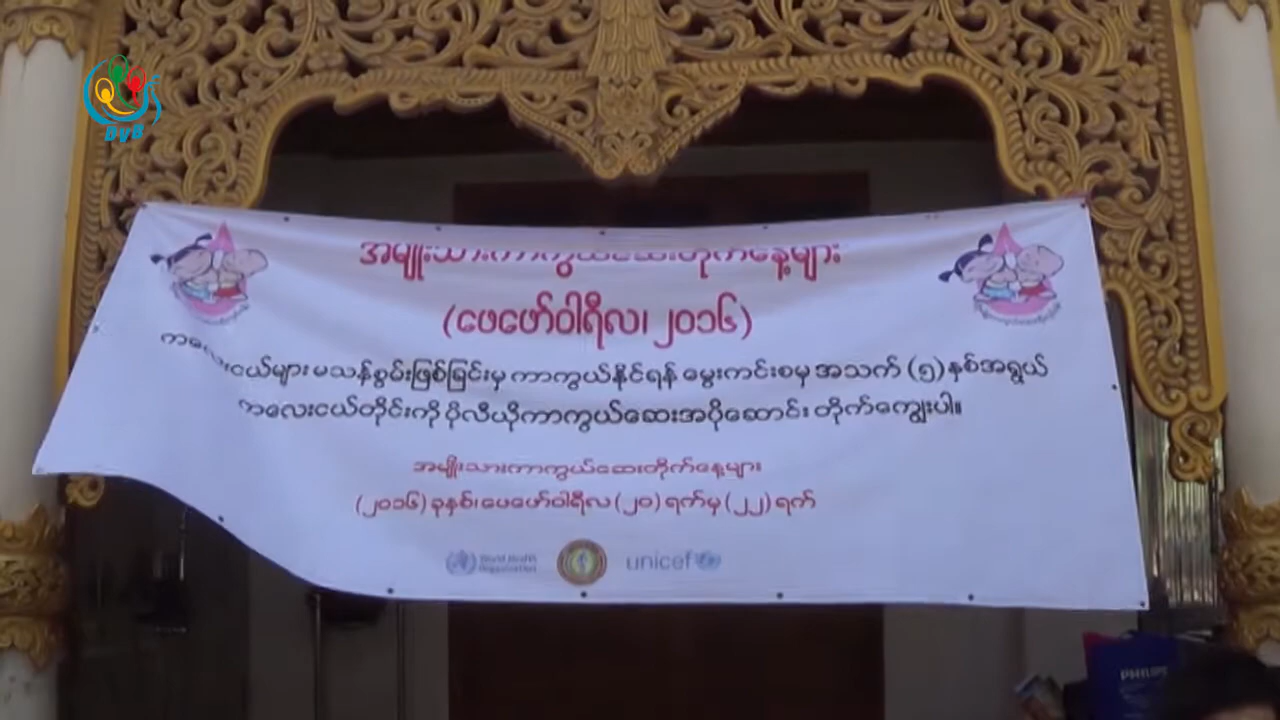 DVB
အမျိုးသားကာကွယ်ဆေးတိုက်နေ့များ
(ဖေဖော်ဝါရီလ၊ ၂၀၁၆)
ကလေးငယ်များ မသန်စွမ်းဖြစ်ခြင်းမှ ကာကွယ်နိုင်ရန် မွေးကင်းစမှ အသက် (၅) နှစ်အရွယ်
ကလေးငယ်တိုင်းကို ပိုလီယိုကာကွယ်ဆေးအပိုဆောင်း တိုက်ကျွေးပါ။
အမျိုးသားကာကွယ်ဆေးတိုက်နေ့များ
(၂၀၁၆) ခုနှစ်၊ ဖေဖော်ဝါရီလ (၂၀) ရက်မှ (၂၂) ရက်
World Health
Organization
unicef
PHILIPS